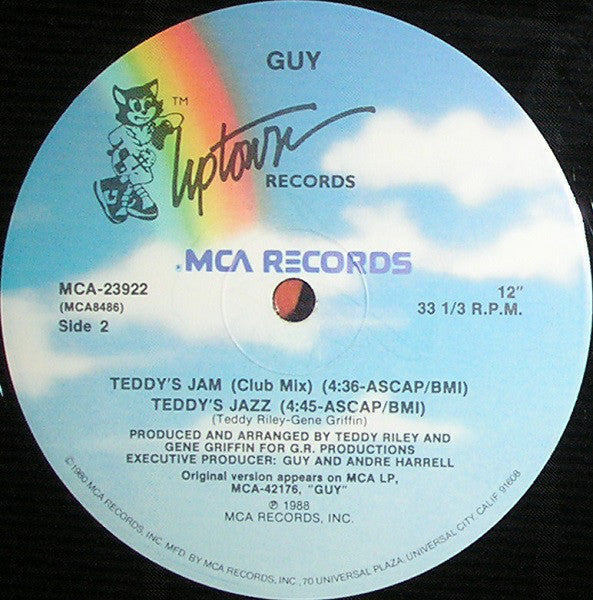 GUY
TM
Uptown
RECORDS
MCA RECORDS
MCA-23922
(MCA8486)
Side 2
12"
33 1/3 R.P.M.
TEDDY'S JAM (Club Mix) (4:36-ASCAP/BMI)
TEDDY'S JAZZ (4:45-ASCAP/BMI)
(Teddy Riley-Gene Griffin)
PRODUCED AND ARRANGED BY TEDDY RILEY AND
GENE GRIFFIN FOR G.R. PRODUCTIONS
EXECUTIVE PRODUCER: GUY AND ANDRE HARRELL
Original version appears on MCA LP,
MCA-42176, "GUY"
℗ 1988
MCA RECORDS, INC.
©1980 MCA RECORDS, INC. MFD. BY MCA RECORDS, INC., 70 UNIVERSAL PLAZA, UNIVERSAL CITY, CALIF. 91608